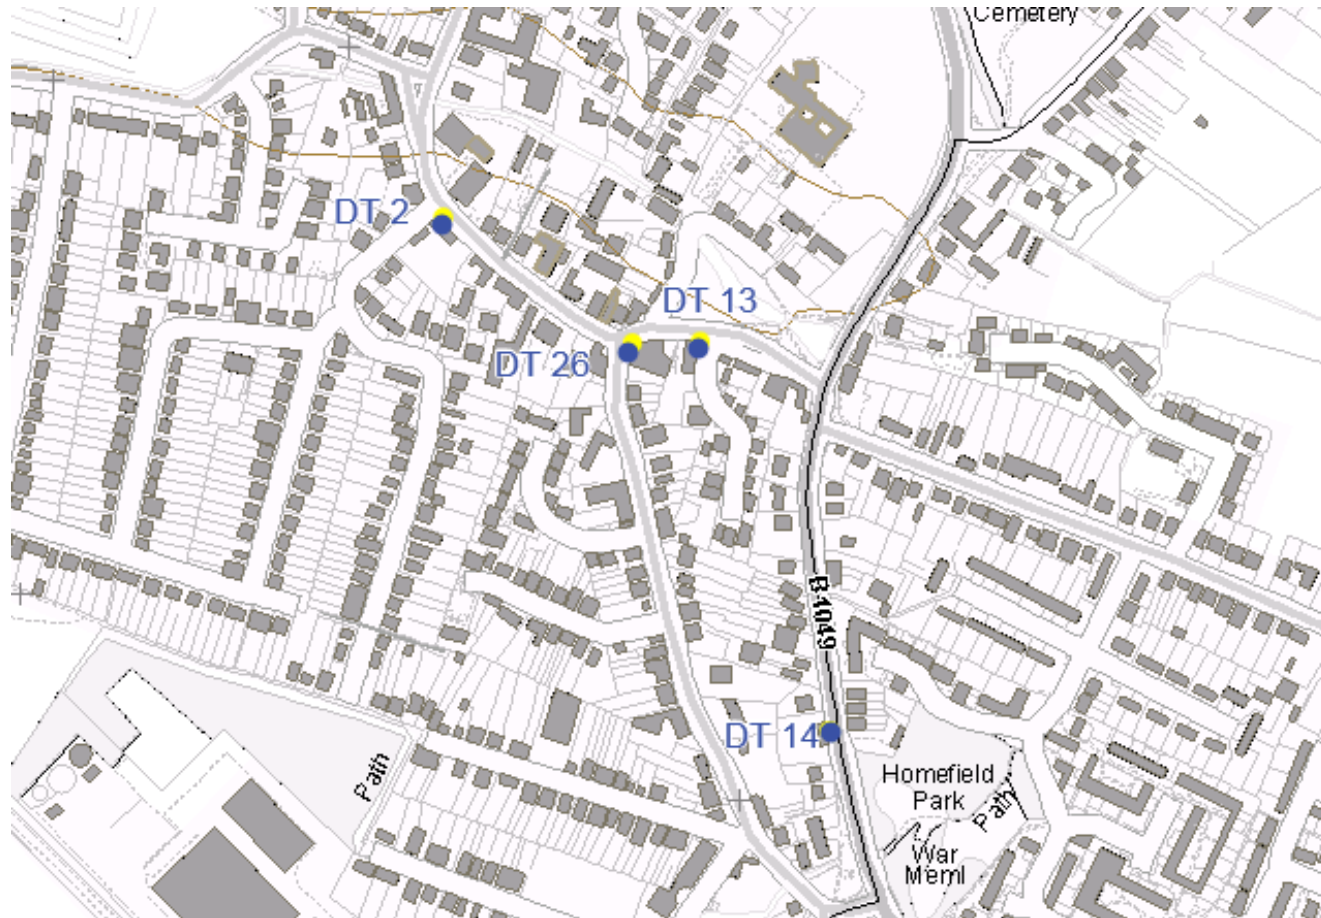 Cemetery
DT 2
DT 13
DT 26
B4049
DT 14
Path
Homefield
Park
Path
War
Meml